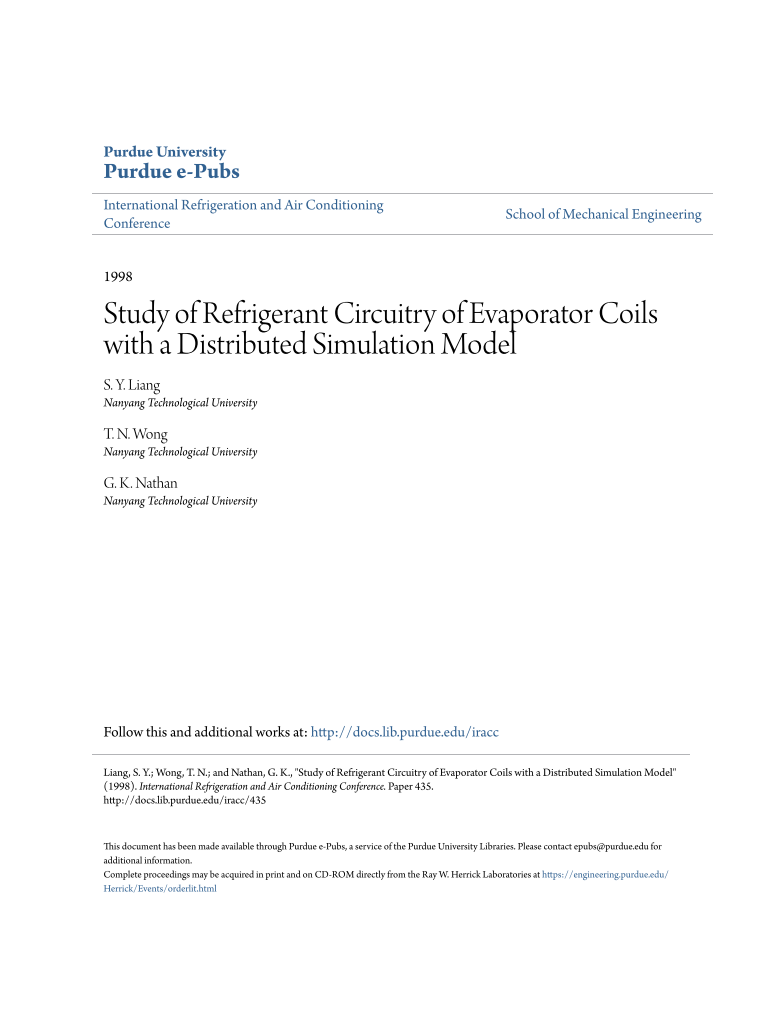 Purdue University
Purdue e-Pubs
International Refrigeration and Air Conditioning
Conference
School of Mechanical Engineering
1998
Study of Refrigerant Circuitry of Evaporator Coils
with a Distributed Simulation Model
S. Y. Liang
Nanyang Technological University
T. N. Wong
Nanyang Technological University
G. K. Nathan
Nanyang Technological University
Follow this and additional works at: http://docs.lib.purdue.edu/iracc
Liang, S. Y.; Wong, T. N.; and Nathan, G. K., "Study of Refrigerant Circuitry of Evaporator Coils with a Distributed Simulation Model"
(1998). International Refrigeration and Air Conditioning Conference. Paper 435.
http://docs.lib.purdue.edu/iracc/435
This document has been made available through Purdue e-Pubs, a service of the Purdue University Libraries. Please contact epubs@purdue.edu for
additional information.
Complete proceedings may be acquired in print and on CD-ROM directly from the Ray W. Herrick Laboratories at https://engineering.purdue.edu/
Herrick/Events/orderlit.html